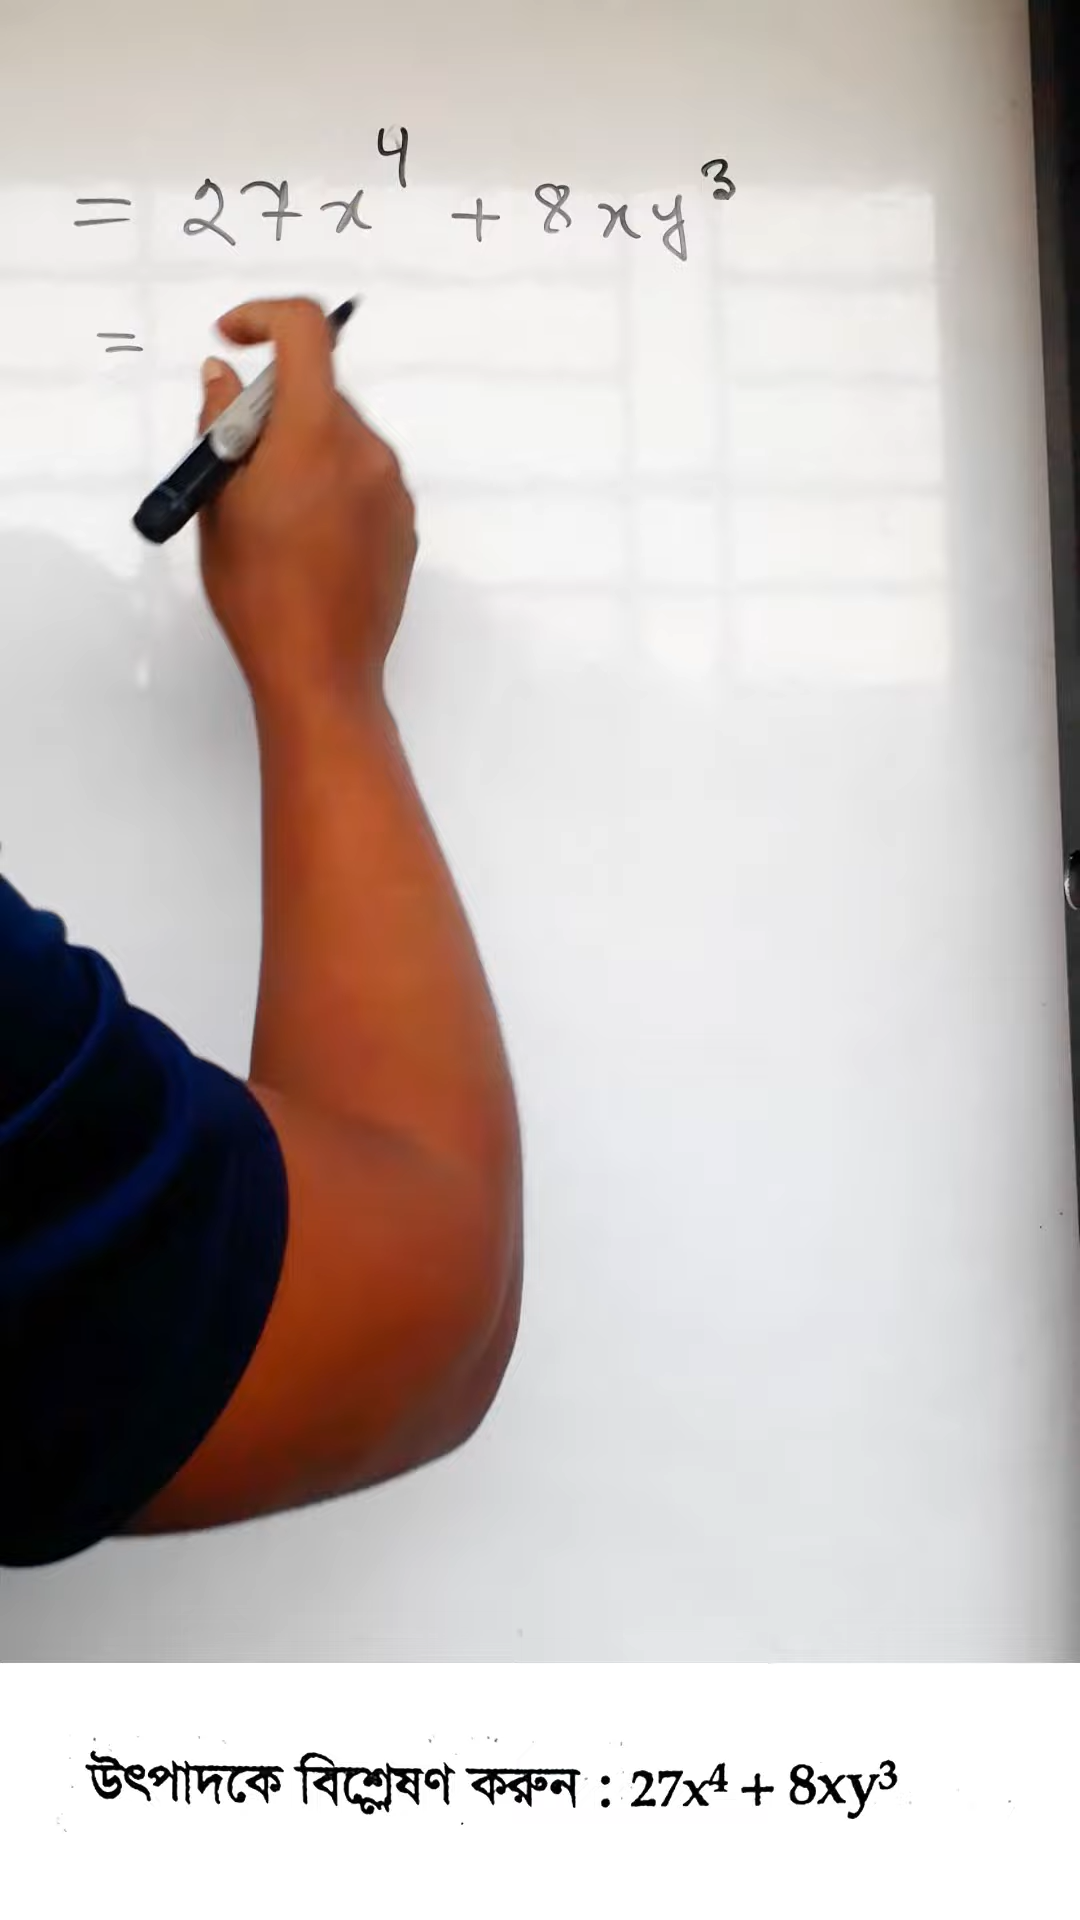 = 27x⁴ + 8xy³
=
উৎপাদকে বিশ্লেষণ করুন : 27x⁴ + 8xy³